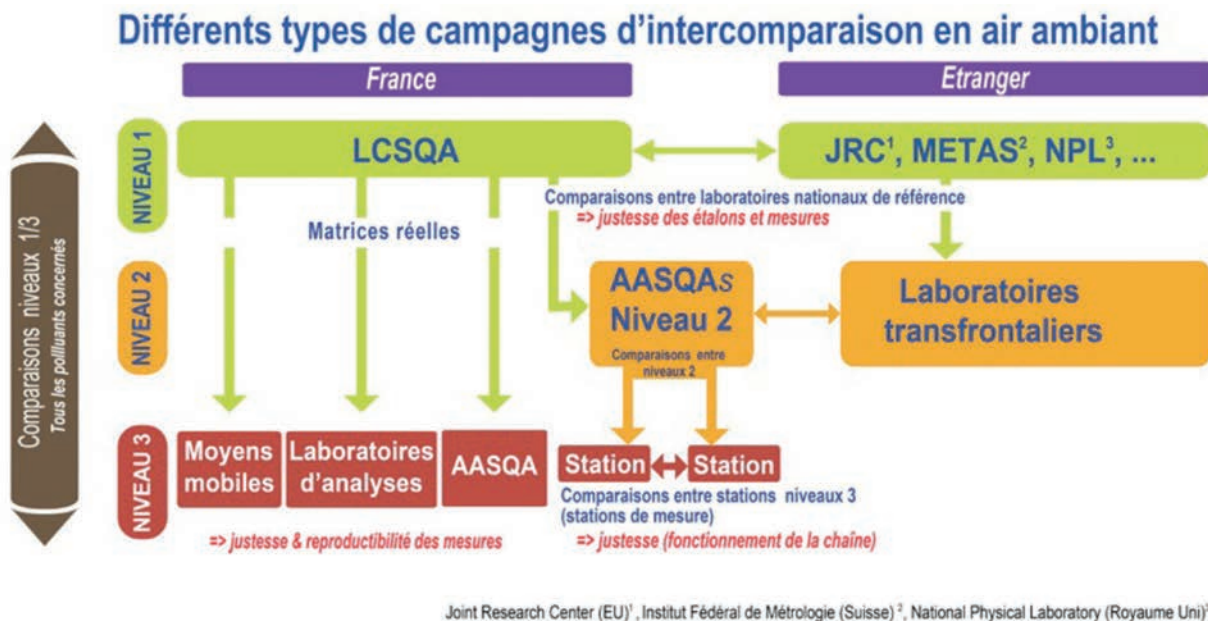 Différents types de campagnes d'intercomparaison en air ambiant
France
Etranger
NIVEAU 1
LCSQA
JRC¹, METAS², NPL³, ...
Comparaisons entre laboratoires nationaux de référence
=> justesse des étalons et mesures
Matrices réelles
Comparaisons niveaux 1/3
Tous les pollluants concernés
NIVEAU 2
AASQAs
Niveau 2
Comparaisons entre
niveaux 2
Laboratoires
transfrontaliers
NIVEAU 3
Moyens
mobiles
Laboratoires
d'analyses
AASQA
Station
Station
Comparaisons entre stations niveaux 3
(stations de mesure)
=> justesse & reproductibilité des mesures
=> justesse (fonctionnement de la chaîne)
Joint Research Center (EU)¹, Institut Fédéral de Métrologie (Suisse) ², National Physical Laboratory (Royaume Uni)³